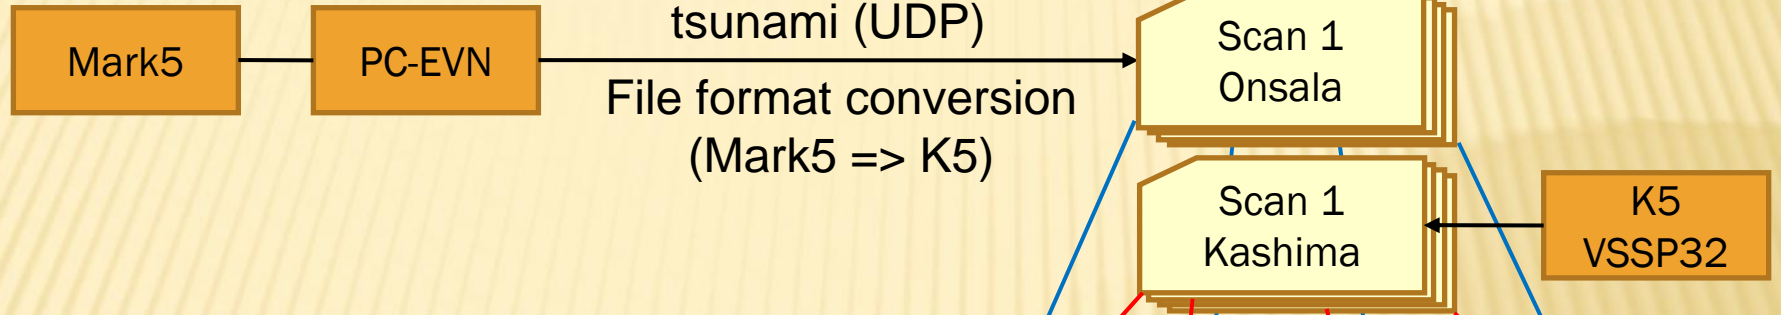 Mark5
PC-EVN
tsunami (UDP)
File format conversion
(Mark5 => K5)
Scan 1
Onsala
Scan 1
Kashima
K5
VSSP32